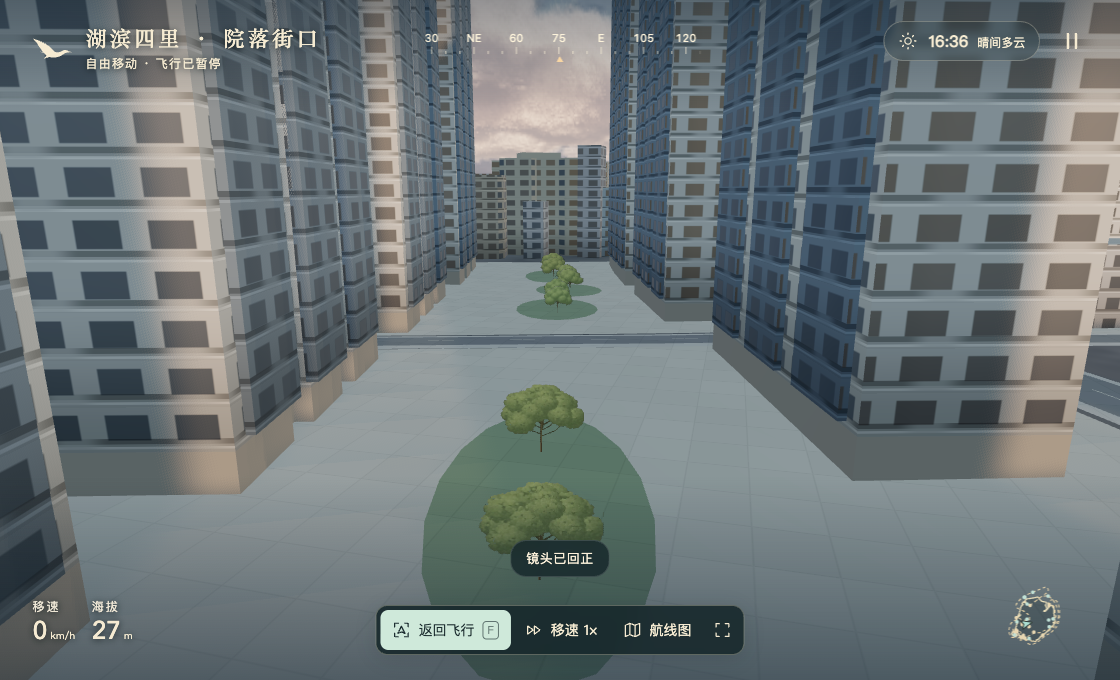 湖滨四里 · 院落街口
自由移动 · 飞行已暂停
30 NE 60 75 E 105 120
16:36 晴间多云
镜头已回正
移速 海拔
0 km/h 27 m
返回飞行 F 移速 1x 航线图